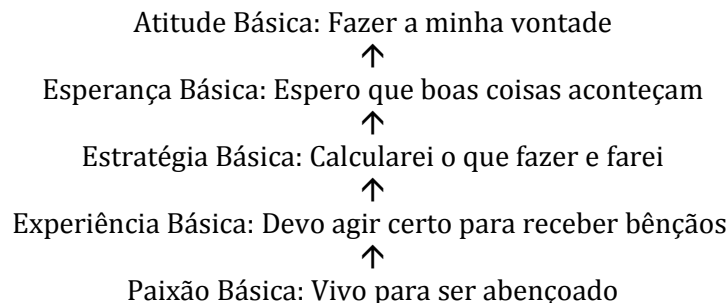 Atitude Básica: Fazer a minha vontade
↑
Esperança Básica: Espero que boas coisas aconteçam
↑
Estratégia Básica: Calcularei o que fazer e farei
↑
Experiência Básica: Devo agir certo para receber bênçãos
↑
Paixão Básica: Vivo para ser abençoado